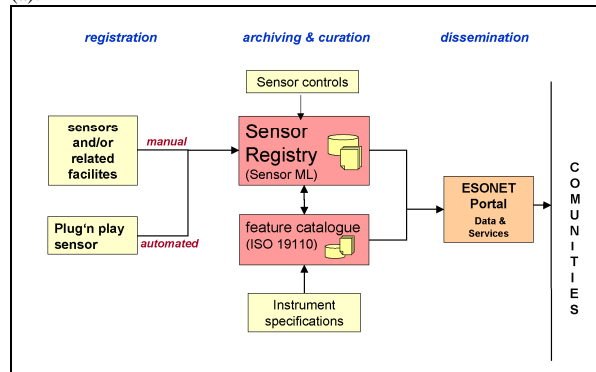 registration
archiving & curation
dissemination
Sensor controls
sensors
and/or
related
facilites
manual
Plug'n play
sensor
automated
Sensor
Registry
(Sensor ML)
feature catalogue
(ISO 19110)
Instrument
specifications
ESONET
Portal
Data &
Services
COMUNITIES